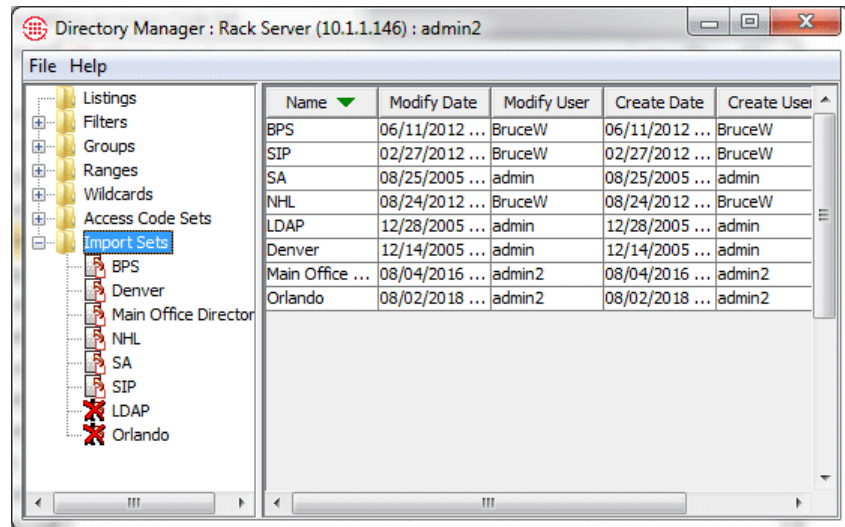 Directory Manager : Rack Server (10.1.1.146) : admin2
File Help
Listings
Filters
Groups
Ranges
Wildcards
Access Code Sets
Import Sets
BPS
Denver
Main Office Director
NHL
SA
SIP
LDAP
Orlando
Name Modify Date Modify User Create Date Create User
BPS 06/11/2012 ... BruceW 06/11/2012 ... BruceW
SIP 02/27/2012 ... BruceW 02/27/2012 ... BruceW
SA 08/25/2005 ... admin 08/25/2005 ... admin
NHL 08/24/2012 ... BruceW 08/24/2012 ... BruceW
LDAP 12/28/2005 ... admin 12/28/2005 ... admin
Denver 12/14/2005 ... admin 12/14/2005 ... admin
Main Office ... 08/04/2016 ... admin2 08/04/2016 ... admin2
Orlando 08/02/2018 ... admin2 08/02/2018 ... admin2